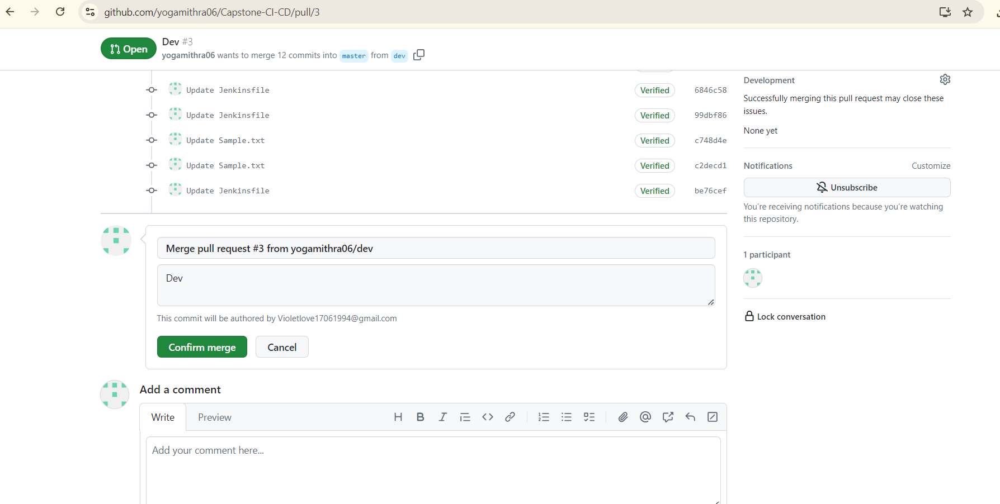 github.com/yogamithra06/Capstone-CI-CD/pull/3
Open
Dev #3
yogamithra06 wants to merge 12 commits into master from dev
Update Jenkinsfile Verified 6846c58
Update Jenkinsfile Verified 99dbf86
Update Sample.txt Verified c748d4e
Update Sample.txt Verified c2decd1
Update Jenkinsfile Verified be76cef
Merge pull request #3 from yogamithra06/dev
Dev
This commit will be authored by Violetlove17061994@gmail.com
Confirm merge Cancel
Add a comment
Write Preview
Add your comment here...
Development
Successfully merging this pull request may close these
issues.
None yet
Notifications Customize
Unsubscribe
You're receiving notifications because you're watching
this repository.
1 participant
Lock conversation